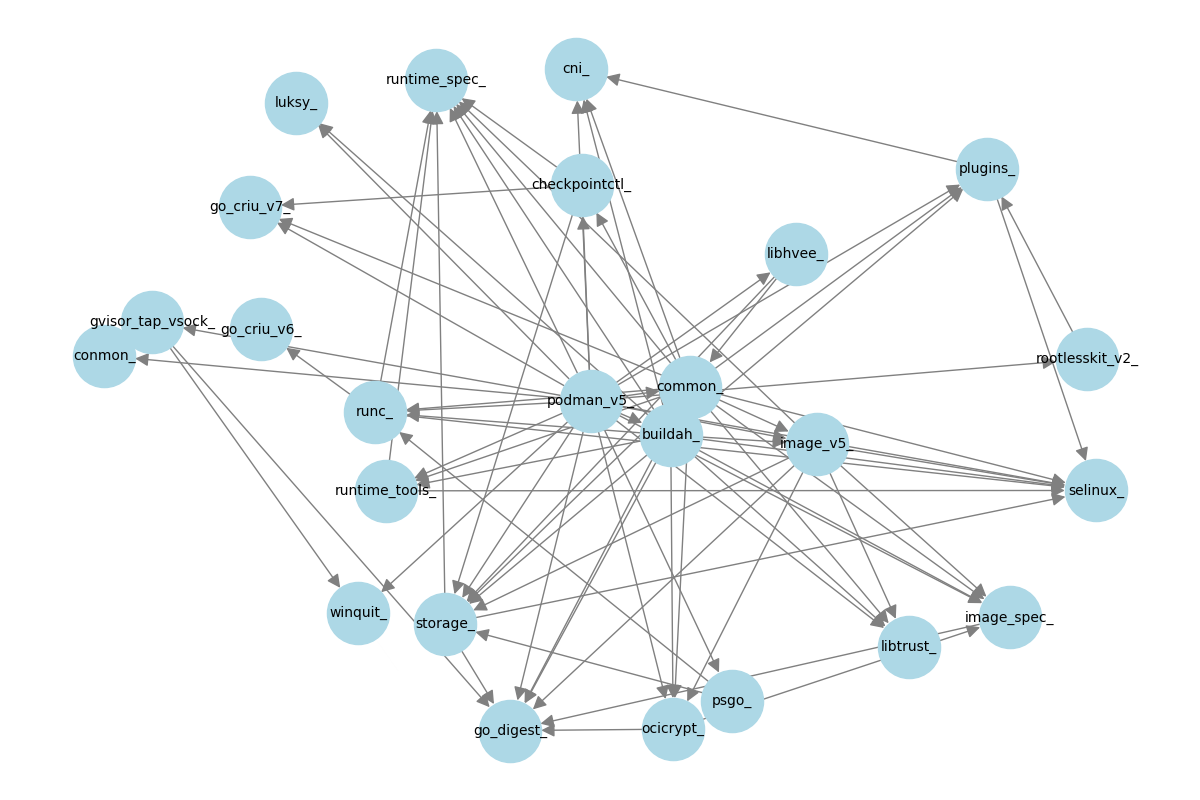 cni_
runtime_spec_
luksy_
plugins_
checkpointctl_
go_criu_v7_
libhvee_
gvisor_tap_vsock_
go_criu_v6_
conmon_
rootlesskit_v2_
common_
podman_v5_
runc_
buildah_
image_v5_
runtime_tools_
selinux_
winquit_
image_spec_
storage_
libtrust_
psgo_
go_digest_
ocicrypt_